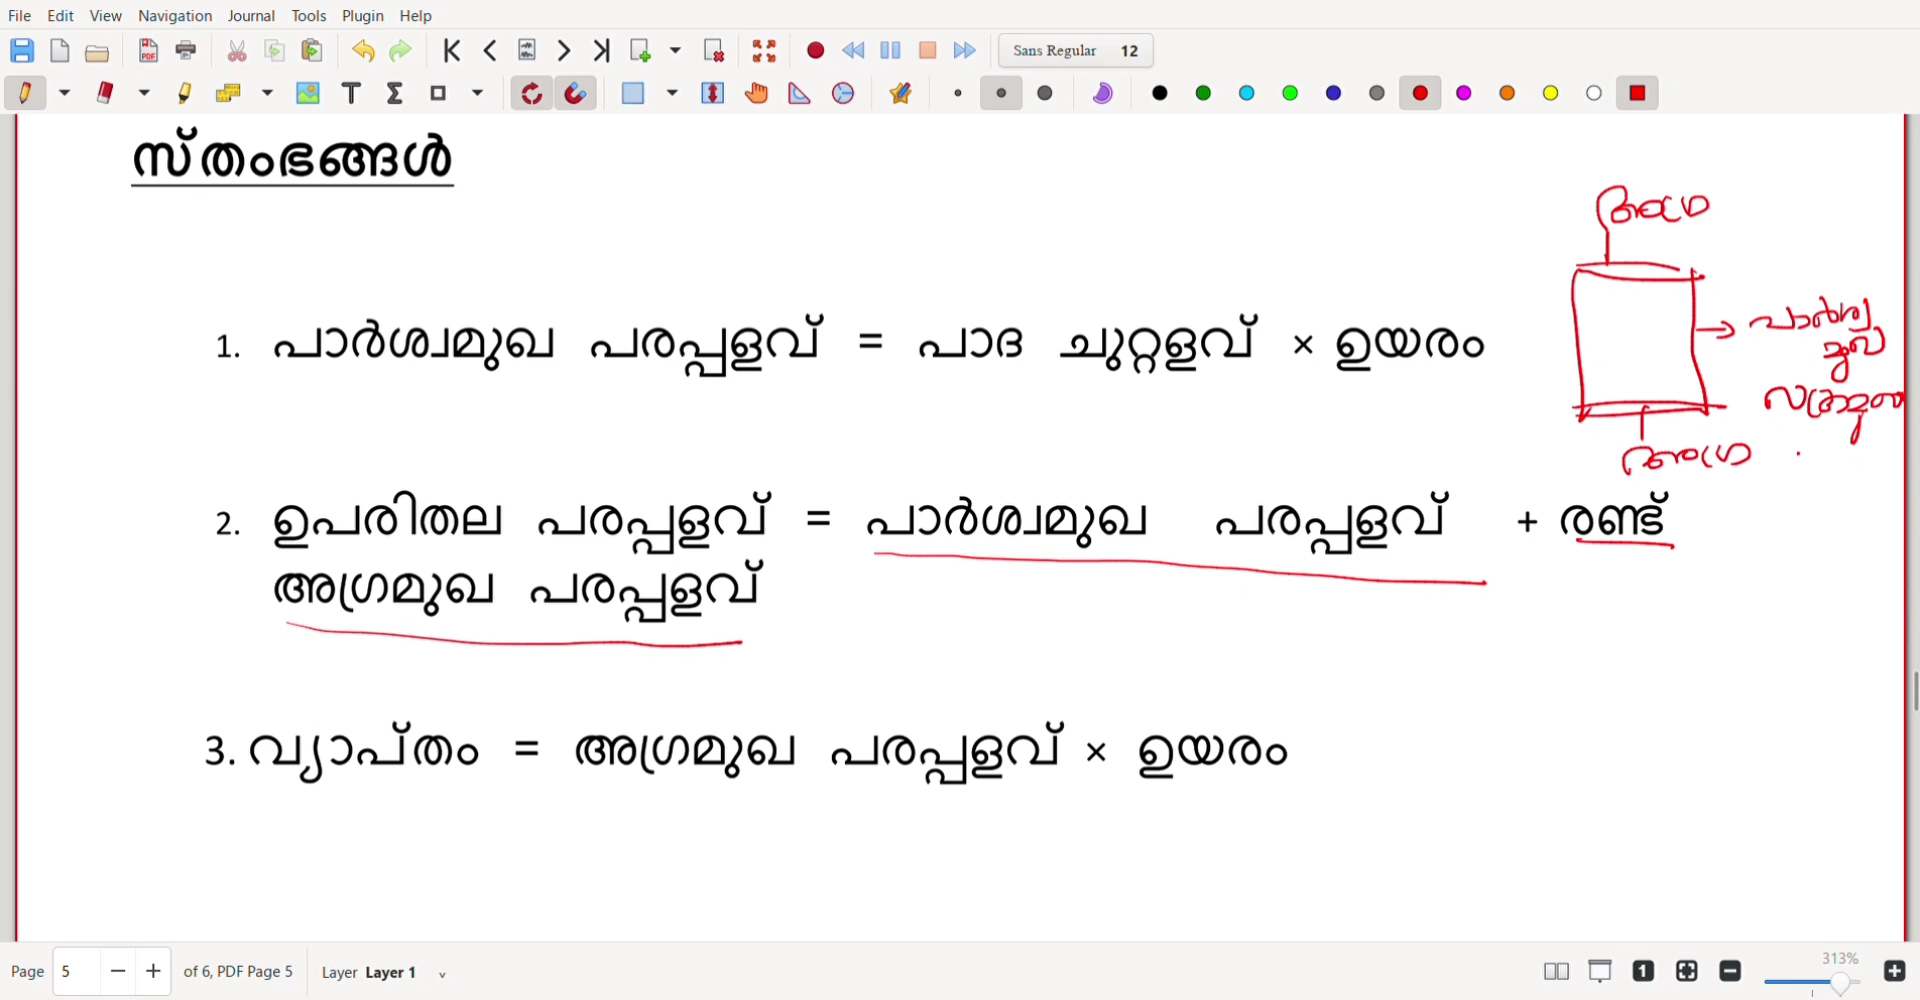 File Edit View Navigation Journal Tools Plugin Help
Sans Regular 12
സ്തംഭങ്ങൾ
1. പാർശ്വമുഖ പരപ്പളവ് = പാദ ചുറ്റളവ് × ഉയരം
2. ഉപരിതല പരപ്പളവ് = പാർശ്വമുഖ പരപ്പളവ് + രണ്ട്
അഗ്രമുഖ പരപ്പളവ്
3. വ്യാപ്തം = അഗ്രമുഖ പരപ്പളവ് × ഉയരം
പാർശ്വ
മുഖ
Page 5 of 6, PDF Page 5 Layer Layer 1
313%